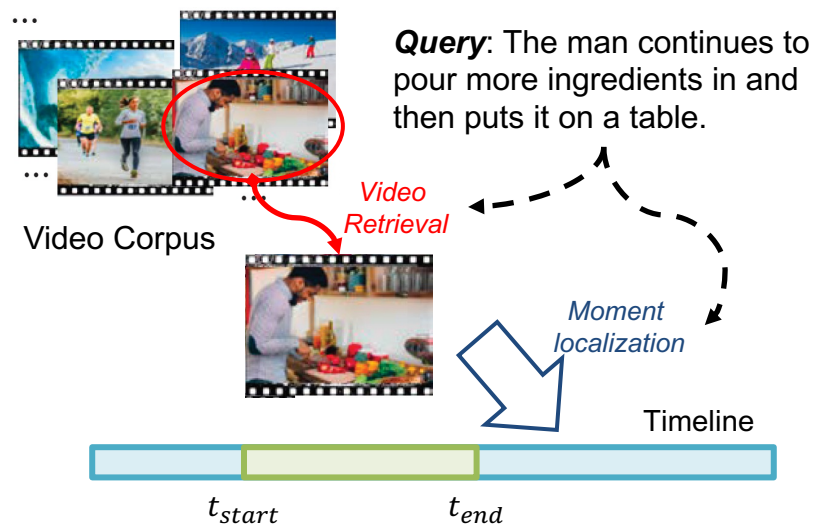 ...
Query: The man continues to
pour more ingredients in and
then puts it on a table.
...
...
Video
Retrieval
Video Corpus
Moment
localization
Timeline
t_start
t_end